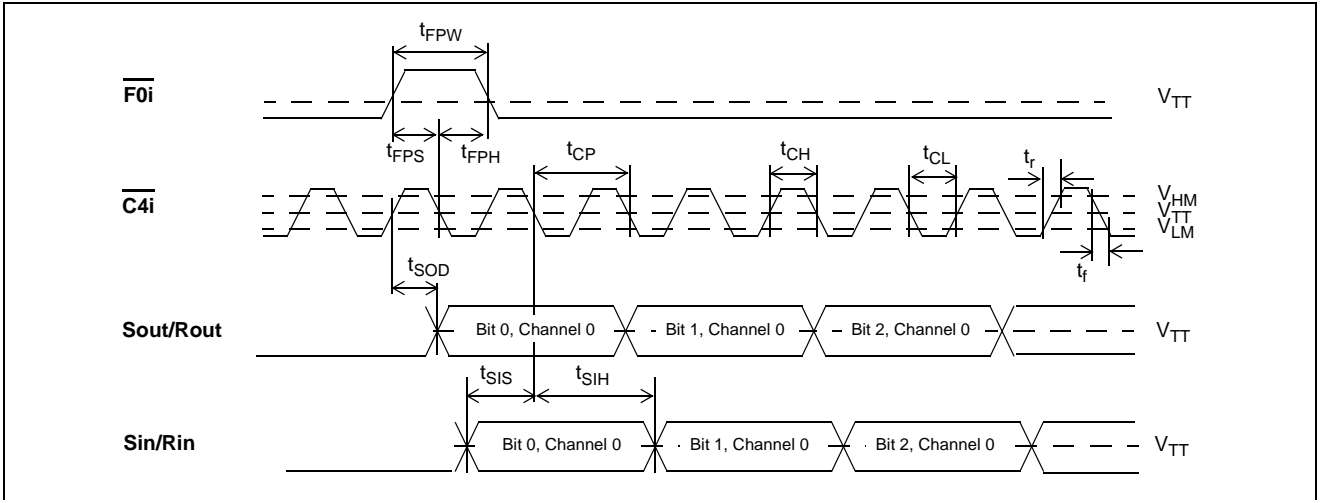 tFPW
F0i
VTT
tFPS tFPH tCP tCH tCL tr
C4i
VHM
VTT
VLM
tSOD tf
Sout/Rout Bit 0, Channel 0 Bit 1, Channel 0 Bit 2, Channel 0 VTT
tSIS tSIH
Sin/Rin Bit 0, Channel 0 Bit 1, Channel 0 Bit 2, Channel 0 VTT